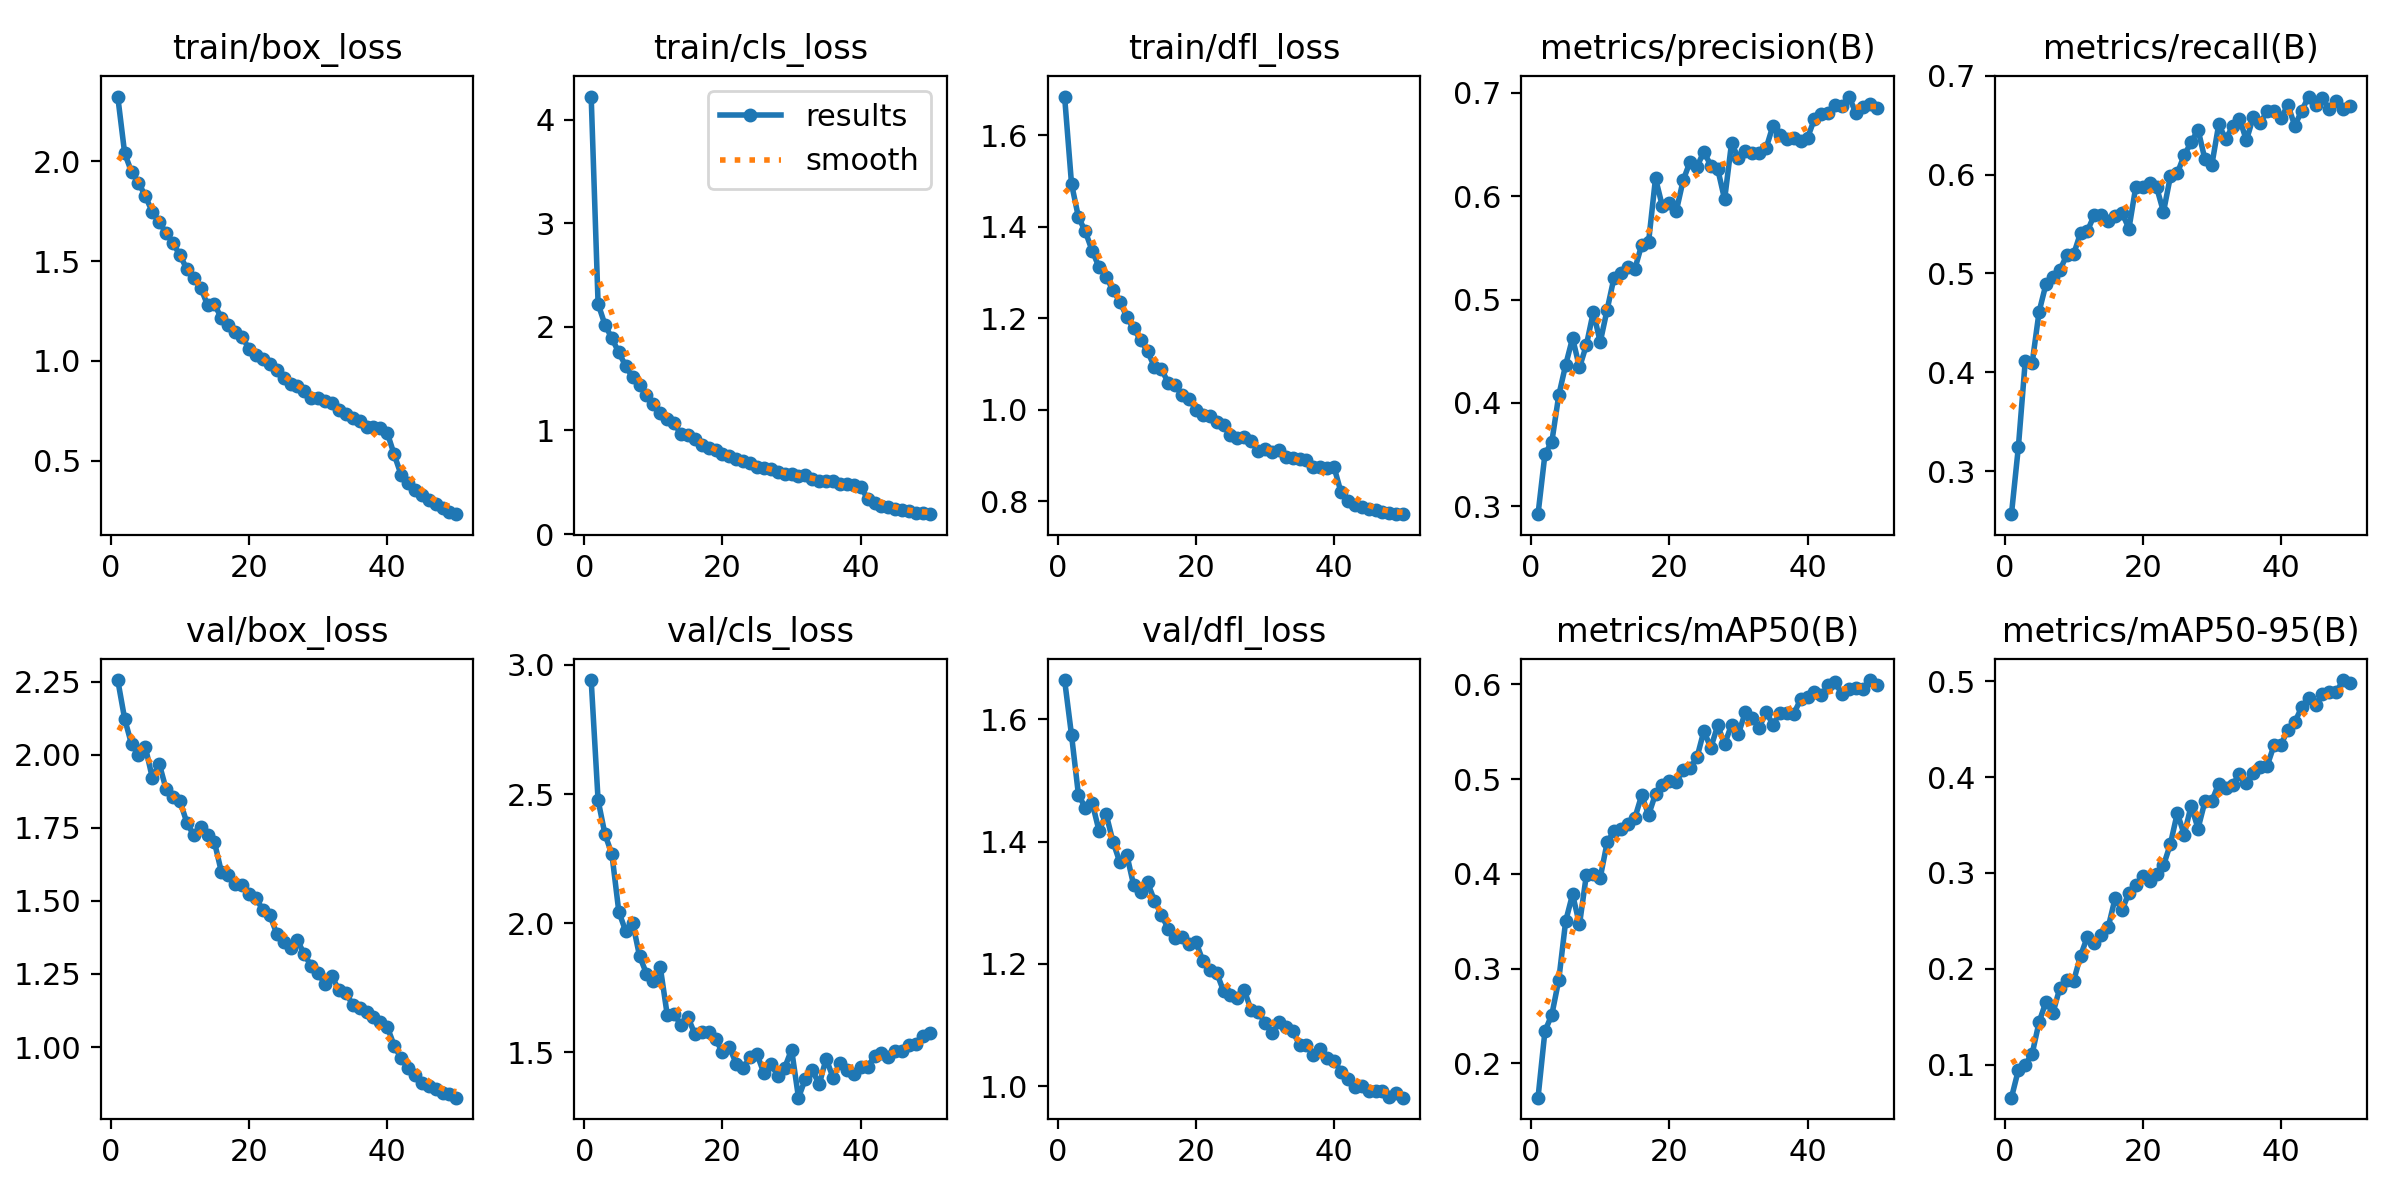 train/box_loss
2.0
1.5
1.0
0.5
0 20 40
train/cls_loss
results
smooth
4
3
2
1
0
0 20 40
train/dfl_loss
1.6
1.4
1.2
1.0
0.8
0 20 40
metrics/precision(B)
0.7
0.6
0.5
0.4
0.3
0 20 40
metrics/recall(B)
0.7
0.6
0.5
0.4
0.3
0 20 40
val/box_loss
2.25
2.00
1.75
1.50
1.25
1.00
0 20 40
val/cls_loss
3.0
2.5
2.0
1.5
0 20 40
val/dfl_loss
1.6
1.4
1.2
1.0
0 20 40
metrics/mAP50(B)
0.6
0.5
0.4
0.3
0.2
0 20 40
metrics/mAP50-95(B)
0.5
0.4
0.3
0.2
0.1
0 20 40